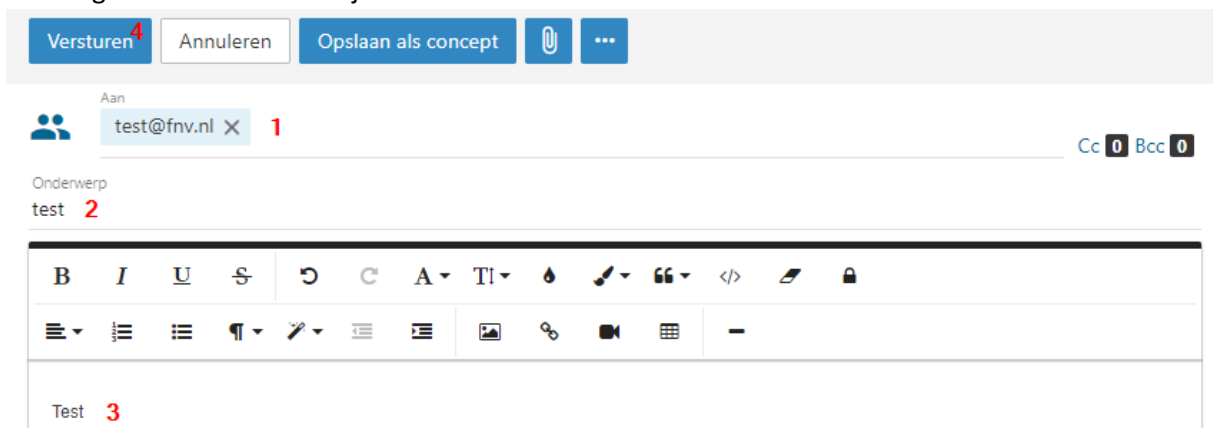 Versturen 4 Annuleren Opslaan als concept
Aan
test@fnv.nl 1
Cc 0 Bcc 0
Onderwerp
test 2
B I U S A T
Test 3